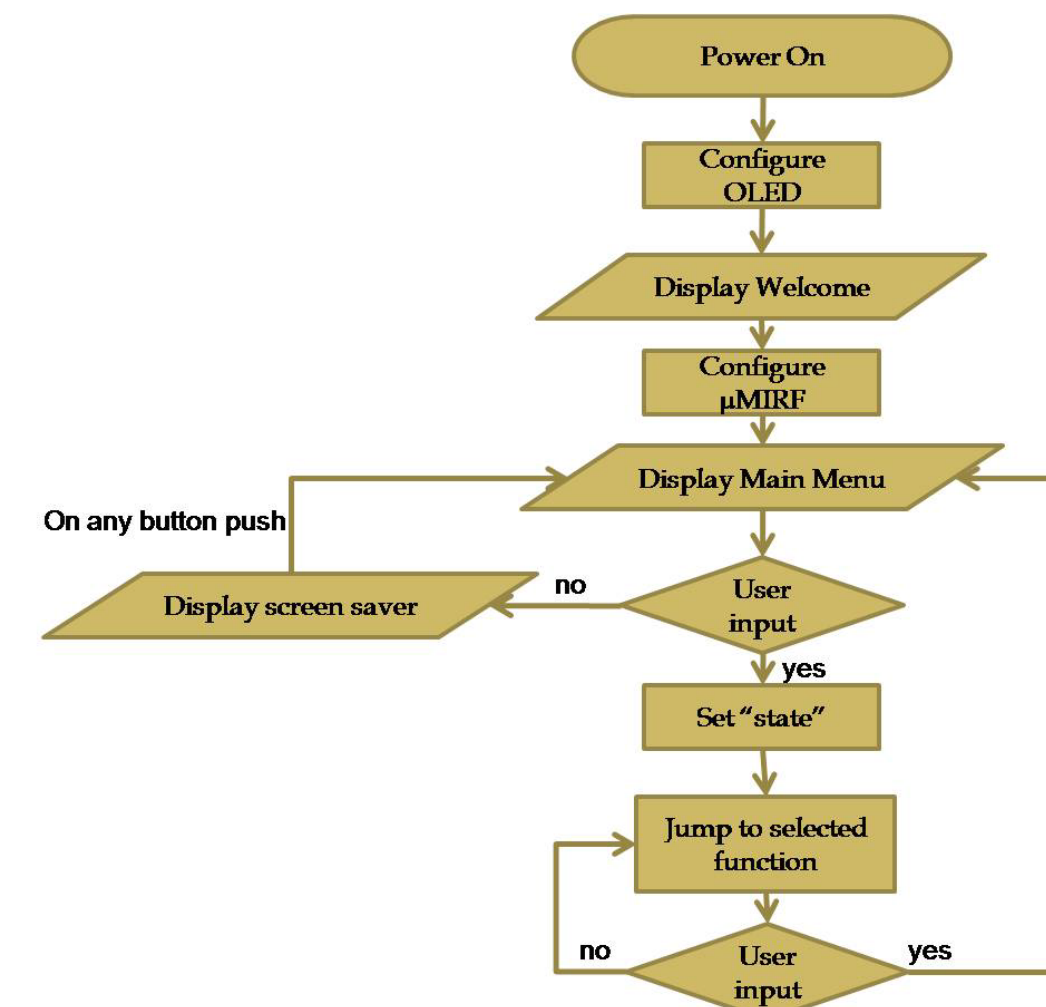 Power On
Configure
OLED
Display Welcome
Configure
μMIRF
Display Main Menu
On any button push
Display screen saver
no
User
input
yes
Set “state”
Jump to selected
function
no
User
input
yes